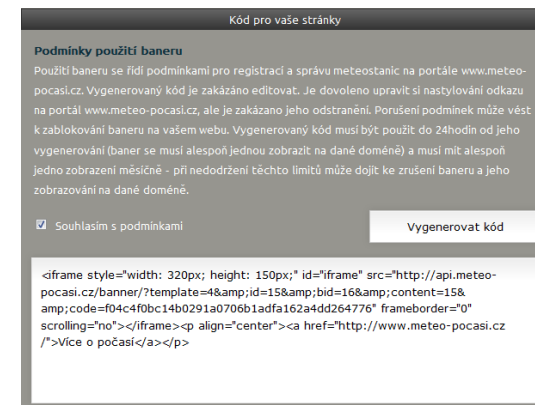 Kód pro vaše stránky
Podmínky použití baneru
Použití baneru se řídí podmínkami pro registraci a správu meteostanic na portále www.meteo-
pocasi.cz. Vygenerovaný kód je zakázáno editovat. Je dovoleno upravit si nastylování odkazu
na portál www.meteo-pocasi.cz, ale je zakázano jeho odstranění. Porušení podmínek může vést
k zablokování baneru na vašem webu. Vygenerovaný kód musí být použit do 24hodin od jeho
vygenerování (baner se musí alespoň jednou zobrazit na dané doméně) a musí mít alespoň
jedno zobrazení měsíčně - při nedodržení těchto limitů může dojít ke zrušení baneru a jeho
zobrazování na dané doméně.
Souhlasím s podmínkami
Vygenerovat kód
<iframe style="width: 320px; height: 150px;" id="iframe" src="http://api.meteo-
pocasi.cz/banner/?template=4&amp;id=15&amp;bid=16&amp;content=15&
amp;code=f04c4f0bc14b0291a0706b1adfa162a4dd264776" frameborder="0"
scrolling="no"></iframe><p align="center"><a href="http://www.meteo-pocasi.cz
/">Více o počasí</a></p>